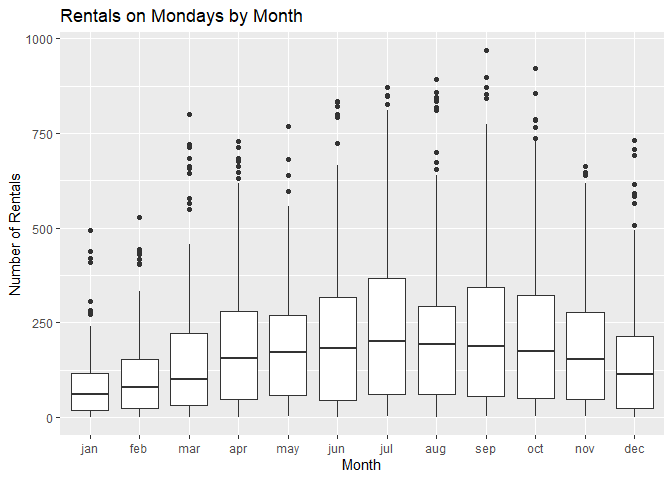 Rentals on Mondays by Month
1000
750
500
250
0
Number of Rentals
jan feb mar apr may jun jul aug sep oct nov dec
Month